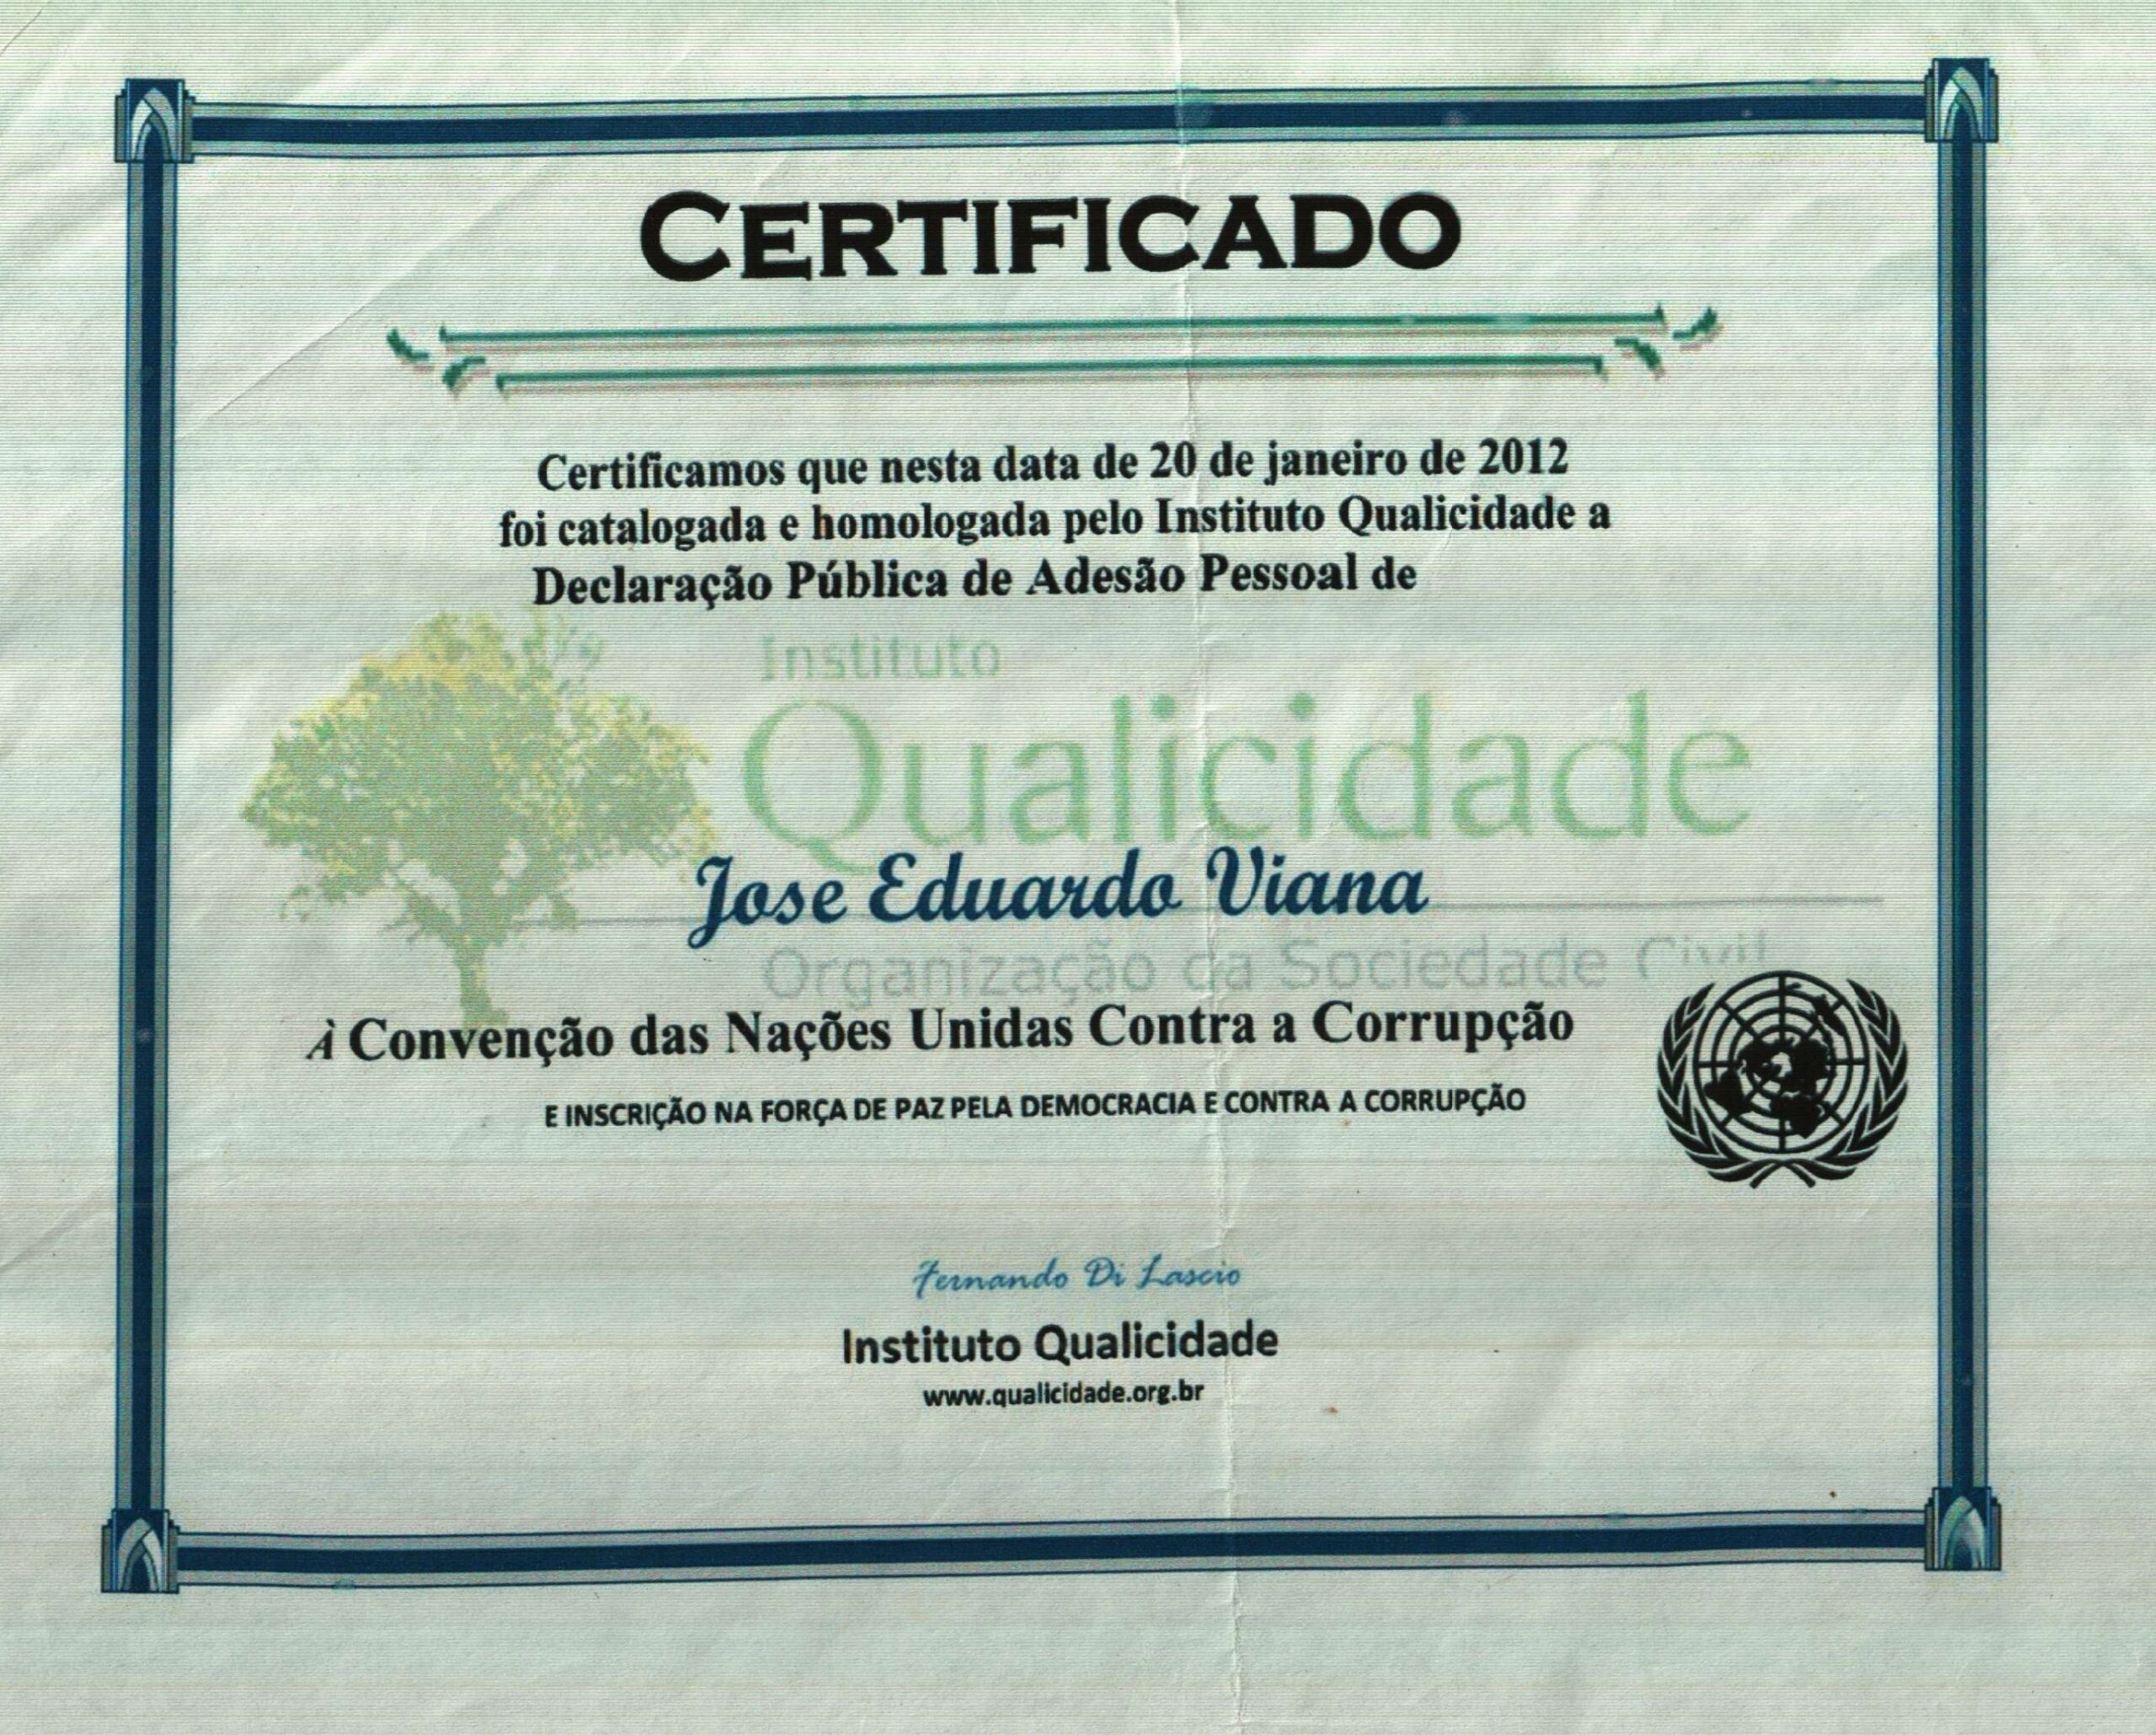 CERTIFICADO
Certificamos que nesta data de 20 de janeiro de 2012
foi catalogada e homologada pelo Instituto Qualicidade a
Declaração Pública de Adesão Pessoal de
Instituto
Qualicidade
Jose Eduardo Viana
Organização da Sociedade Civil
À Convenção das Nações Unidas Contra a Corrupção
E INSCRIÇÃO NA FORÇA DE PAZ PELA DEMOCRACIA E CONTRA A CORRUPÇÃO
Fernando Di Lascio
Instituto Qualicidade
www.qualicidade.org.br